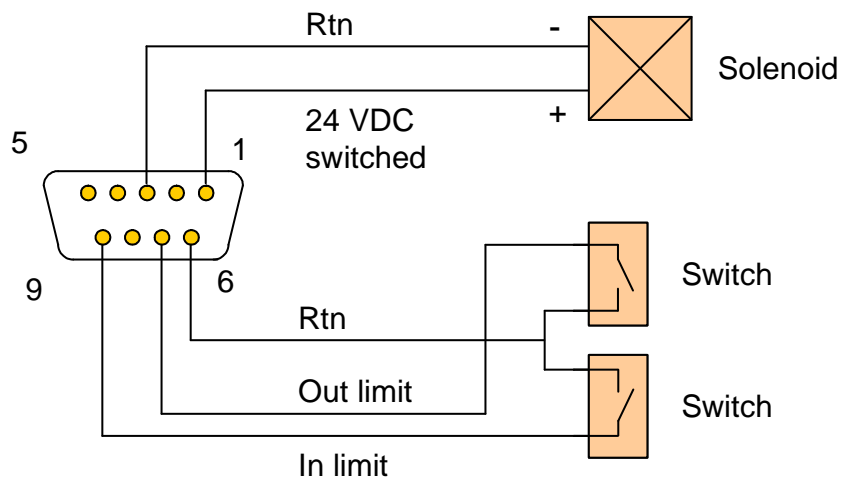 Rtn
-
Solenoid
+
24 VDC
switched
5
1
9
6
Switch
Rtn
Out limit
Switch
In limit